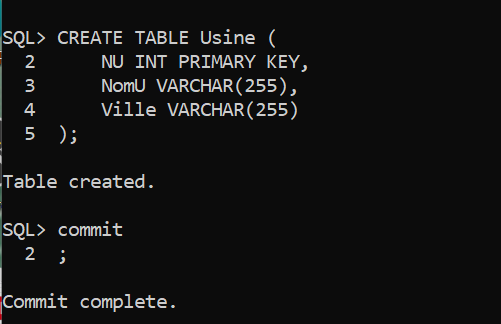 SQL> CREATE TABLE Usine (
  2     NU INT PRIMARY KEY,
  3     NomU VARCHAR(255),
  4     Ville VARCHAR(255)
  5  );
Table created.
SQL> commit
  2  ;
Commit complete.